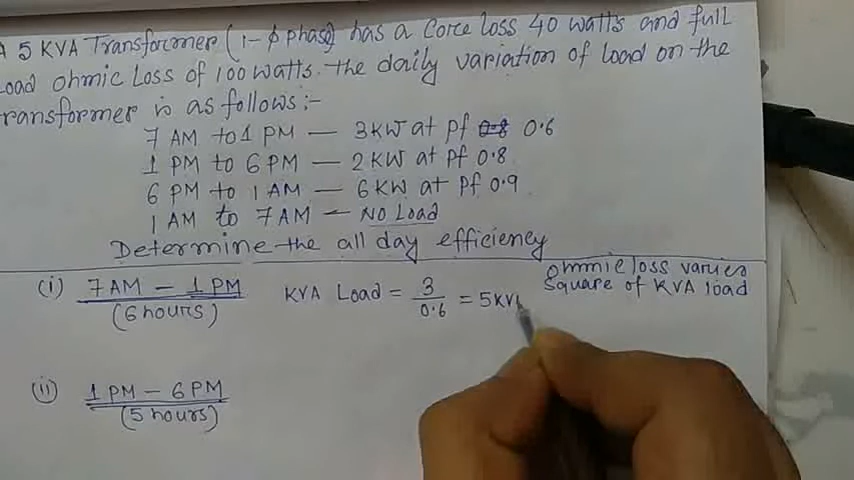 A 5 KVA Transformer (1-ϕ phase) has a Core loss 40 watts and full
Load ohmic Loss of 100 watts. the daily variation of load on the
transformer is as follows:-
7 AM to 1 PM — 3KW at pf 0.8 0.6
1 PM to 6 PM — 2 KW at pf 0.8
6 PM to 1 AM — 6 KW at pf 0.9
1 AM to 7 AM — No Load
Determine the all day efficiency
(i) 7AM - 1 PM
(6 hours)
KVA Load = 3/0.6 = 5 KV
ohmic loss varies
square of KVA load
(ii) 1 PM - 6 PM
(5 hours)